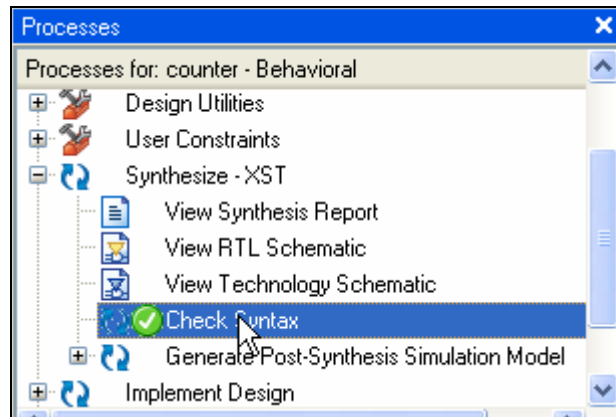 Processes
Processes for: counter - Behavioral
Design Utilities
User Constraints
Synthesize - XST
View Synthesis Report
View RTL Schematic
View Technology Schematic
Check Syntax
Generate Post-Synthesis Simulation Model
Implement Design